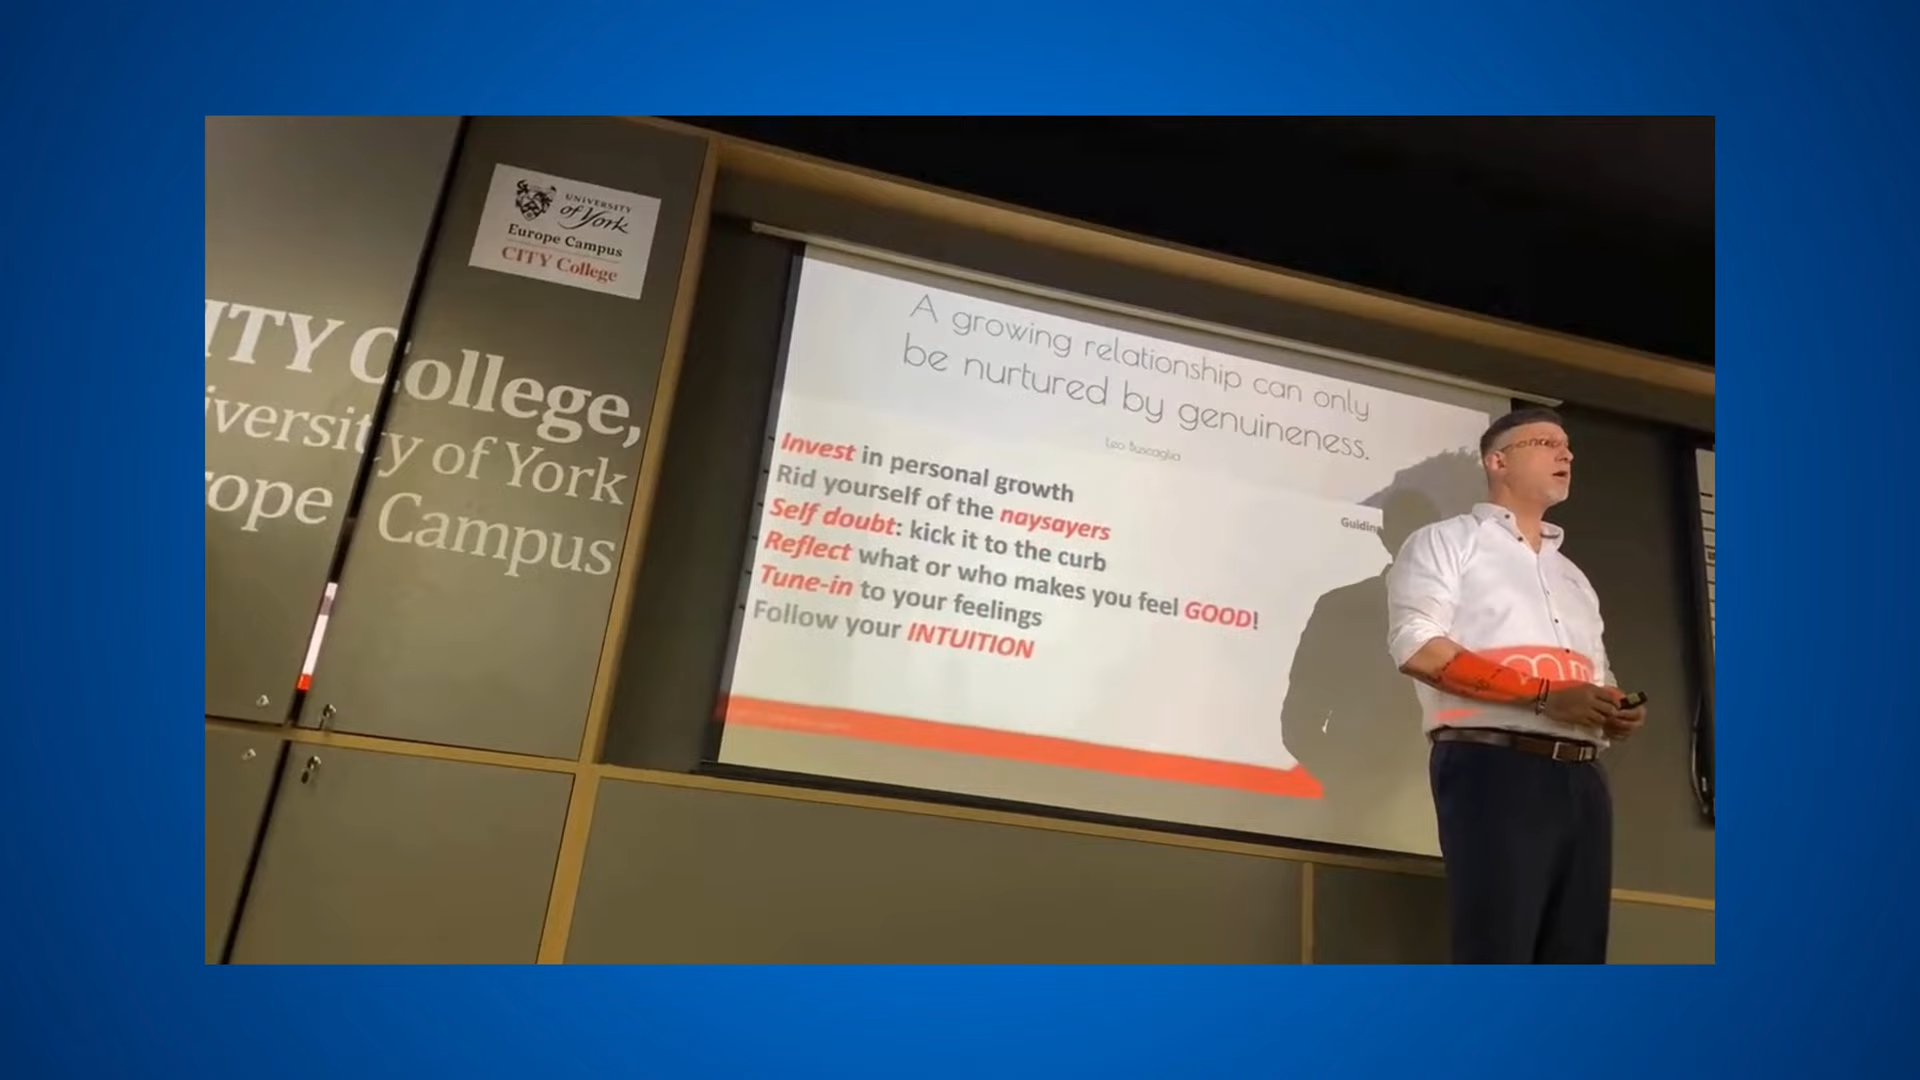 UNIVERSITY
of York
Europe Campus
CITY College
ITY College,
iversity of York
rope Campus
A growing relationship can only
be nurtured by genuineness.
Leo Buscaglia
Invest in personal growth
Rid yourself of the naysayers
Self doubt: kick it to the curb
Reflect what or who makes you feel GOOD!
Tune-in to your feelings
Follow your INTUITION
Guiding